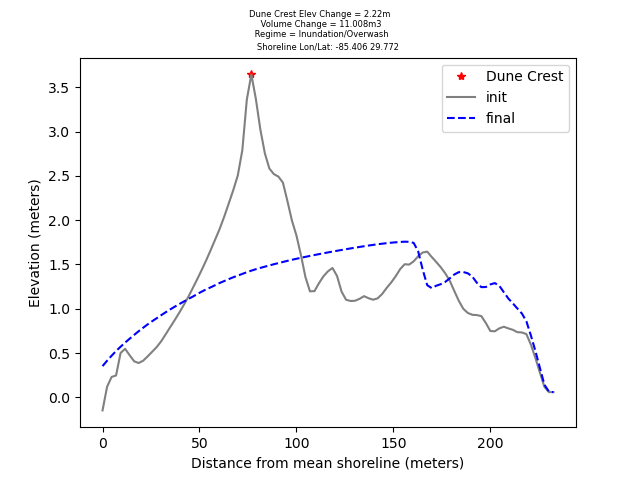 Dune Crest Elev Change = 2.22m
Volume Change = 11.008m3
Regime = Inundation/Overwash
Shoreline Lon/Lat: -85.406 29.772
Dune Crest
init
final
3.5
3.0
2.5
2.0
1.5
1.0
0.5
0.0
Elevation (meters)
0
50
100
150
200
Distance from mean shoreline (meters)